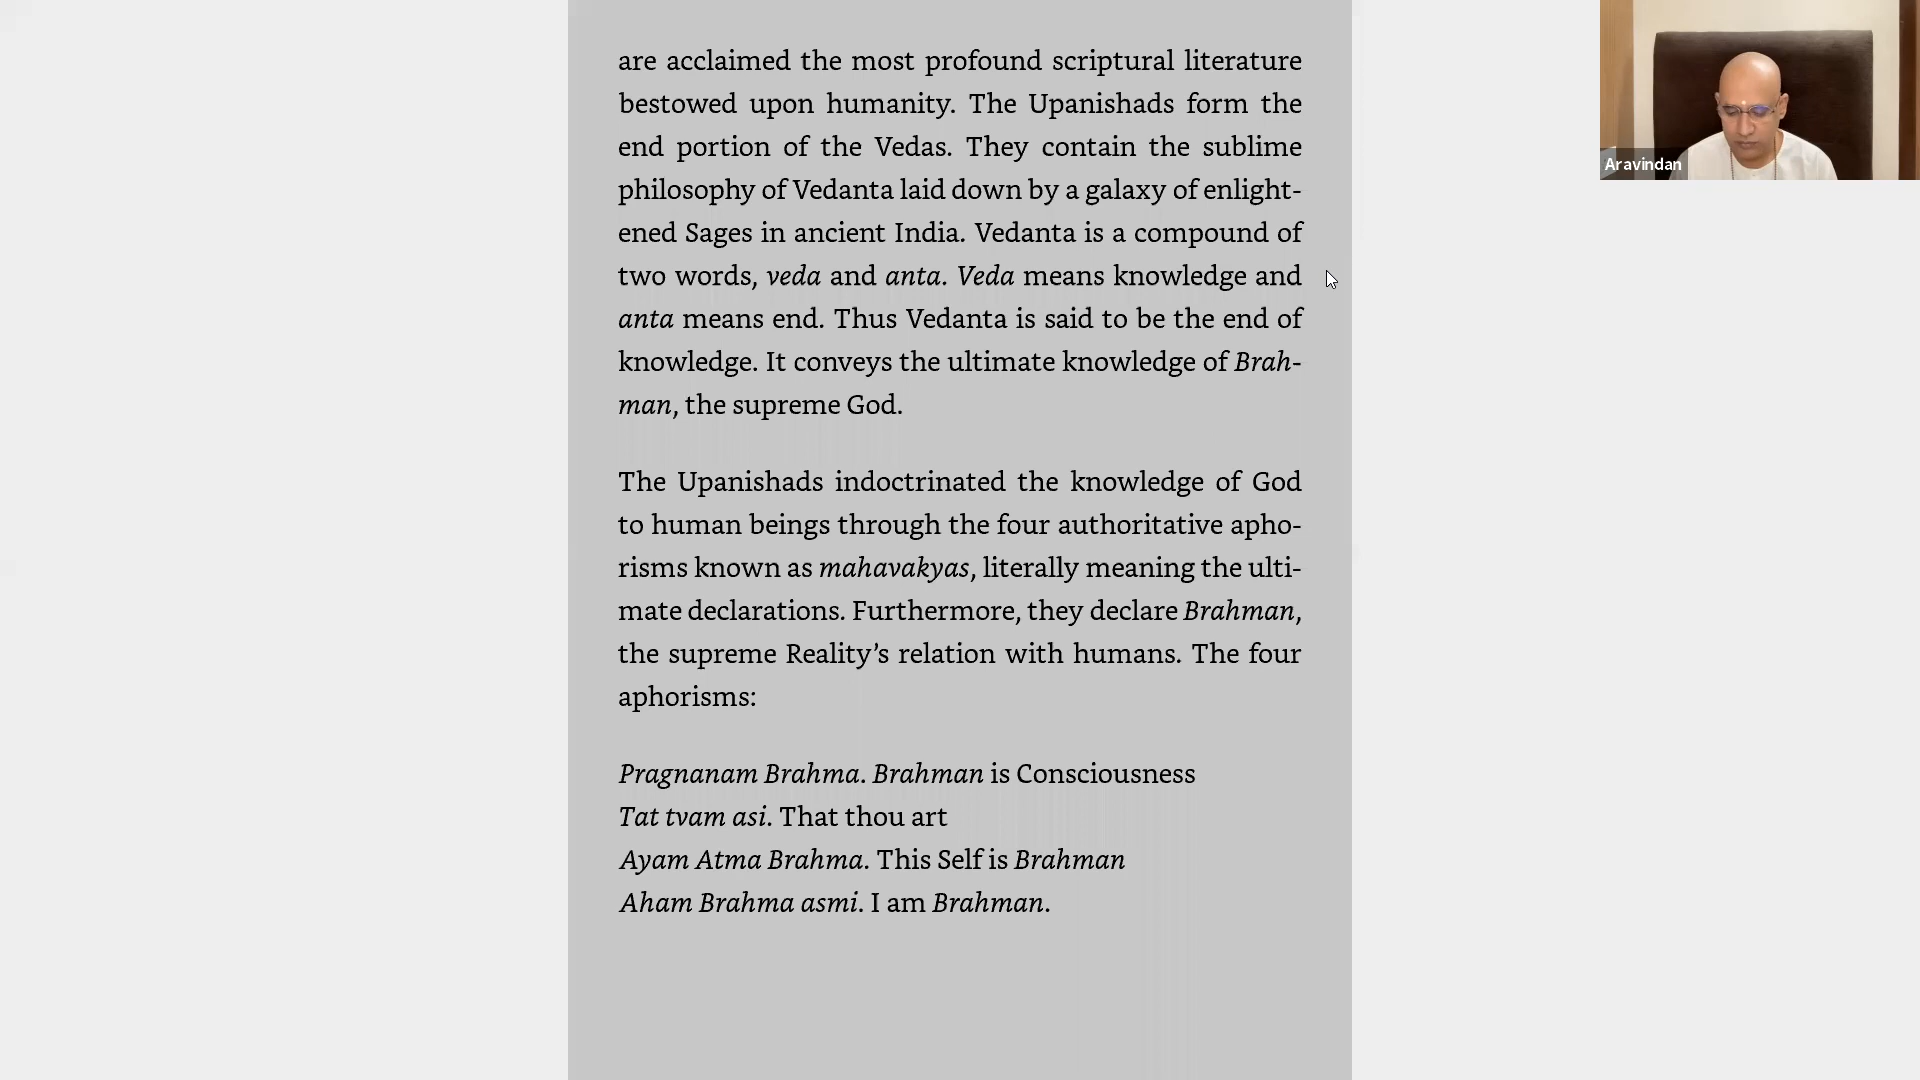 are acclaimed the most profound scriptural literature
bestowed upon humanity. The Upanishads form the
end portion of the Vedas. They contain the sublime
philosophy of Vedanta laid down by a galaxy of enlight-
ened Sages in ancient India. Vedanta is a compound of
two words, veda and anta. Veda means knowledge and
anta means end. Thus Vedanta is said to be the end of
knowledge. It conveys the ultimate knowledge of Brah-
man, the supreme God.
The Upanishads indoctrinated the knowledge of God
to human beings through the four authoritative apho-
risms known as mahavakyas, literally meaning the ulti-
mate declarations. Furthermore, they declare Brahman,
the supreme Reality’s relation with humans. The four
aphorisms:
Pragnanam Brahma. Brahman is Consciousness
Tat tvam asi. That thou art
Ayam Atma Brahma. This Self is Brahman
Aham Brahma asmi. I am Brahman.
Aravindan